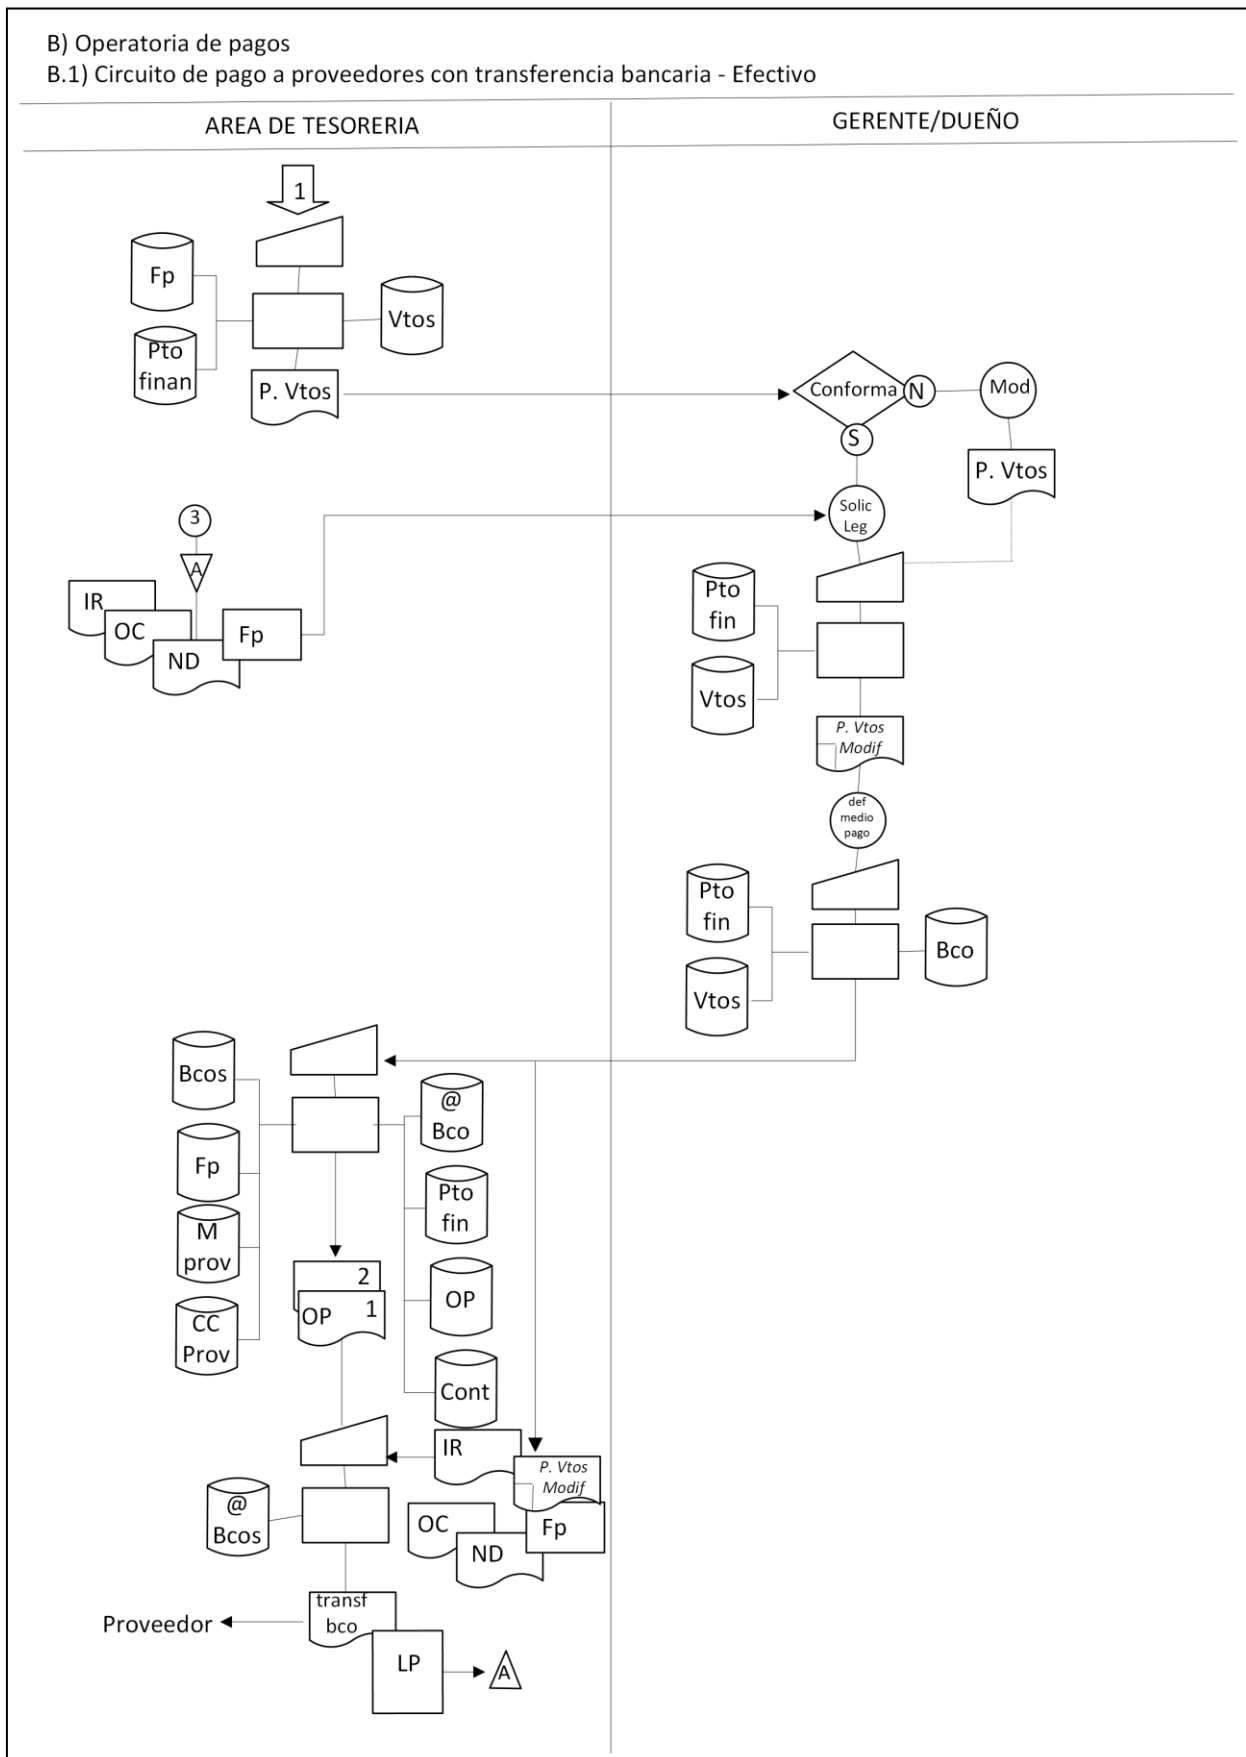 B) Operatoria de pagos
B.1) Circuito de pago a proveedores con transferencia bancaria - Efectivo
AREA DE TESORERIA
GERENTE/DUEÑO
1
Fp
Vtos
Pto
finan
P. Vtos
Conforma
N
Mod
S
P. Vtos
Solic
Leg
3
A
IR
OC
ND
Fp
Pto
fin
Vtos
P. Vtos
Modif
def
medio
pago
Pto
fin
Bco
Vtos
Bcos
@
Bco
Fp
Pto
fin
M
prov
2
OP 1
OP
CC
Prov
Cont
IR
P. Vtos
Modif
@
Bcos
OC
Fp
ND
transf
bco
Proveedor
LP
A